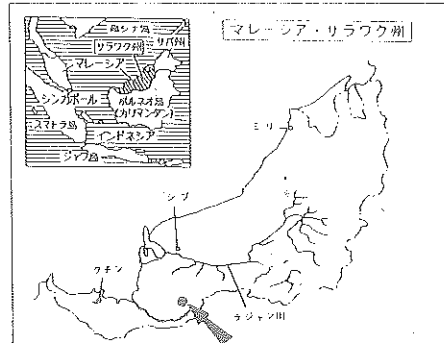 マレーシア・サラワク州
南シナ海
サバ州
サラワク州
マレーシア
シンガポール
ボルネオ島
(カリマンタン)
スマトラ島
インドネシア
ジャワ島
ミリ
シブ
クチン
ラジャン川